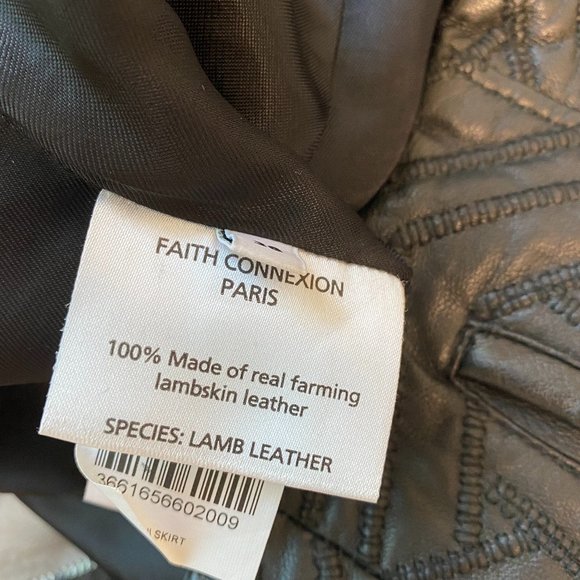 FAITH CONNEXION
PARIS
100% Made of real farming
lambskin leather
SPECIES: LAMB LEATHER
3661656602009
SKIRT